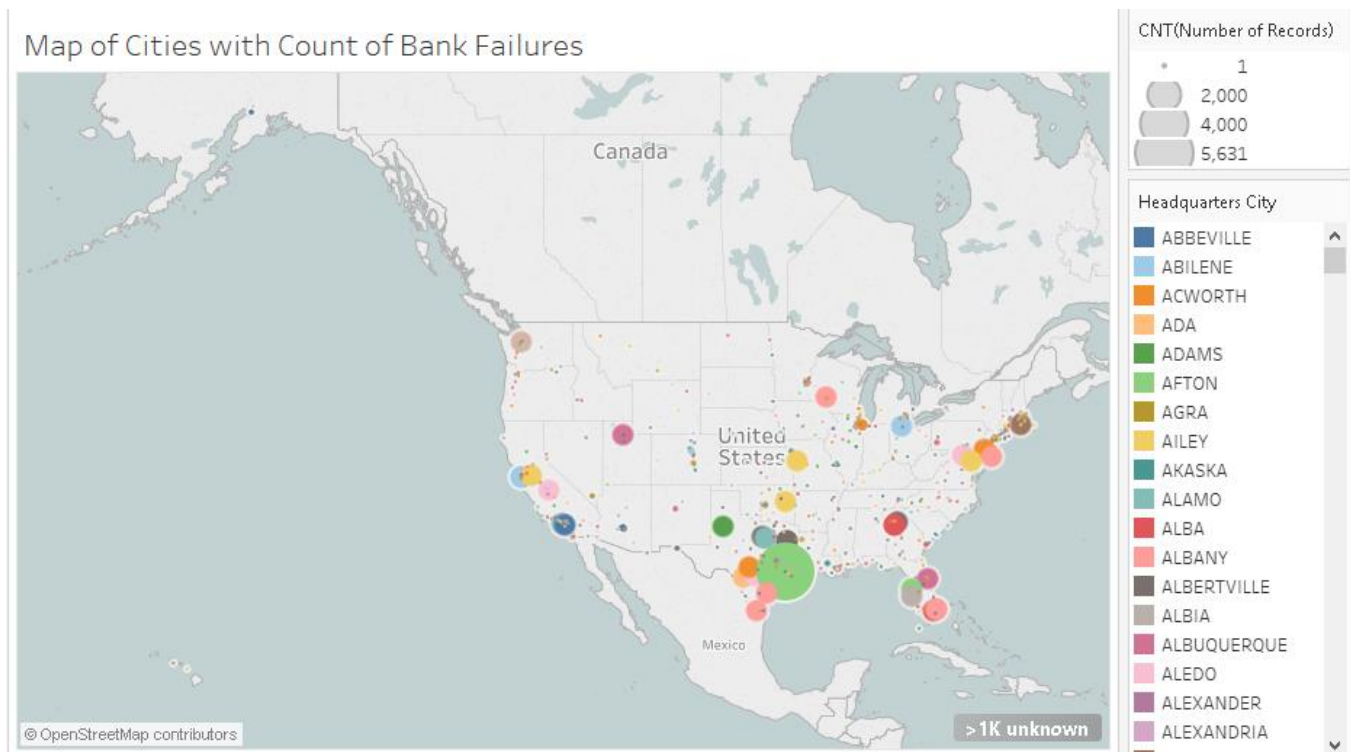 Map of Cities with Count of Bank Failures
Canada
United
States
Mexico
© OpenStreetMap contributors
>1K unknown
CNT(Number of Records)
1
2,000
4,000
5,631
Headquarters City
ABBEVILLE
ABILENE
ACWORTH
ADA
ADAMS
AFTON
AGRA
AILEY
AKASKA
ALAMO
ALBA
ALBANY
ALBERTVILLE
ALBIA
ALBUQUERQUE
ALEDO
ALEXANDER
ALEXANDRIA